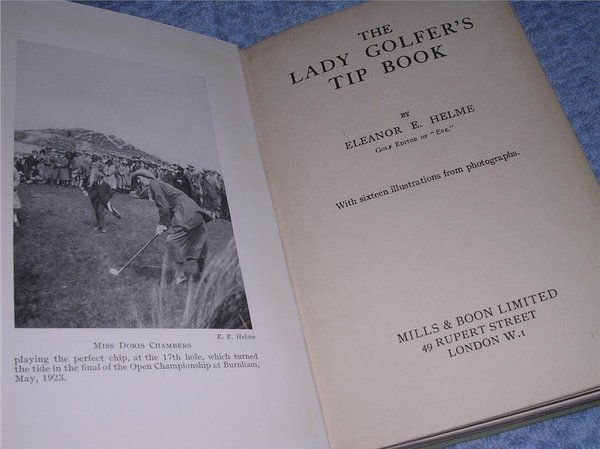 E. E. Helme
MISS DORIS CHAMBERS
playing the perfect chip, at the 17th hole, which turned
the tide in the final of the Open Championship at Burnham,
May, 1923.
THE
LADY GOLFER'S
TIP BOOK
BY
ELEANOR E. HELME
GOLF EDITOR OF "EVE."
With sixteen illustrations from photographs.
MILLS & BOON LIMITED
49 RUPERT STREET
LONDON W.1